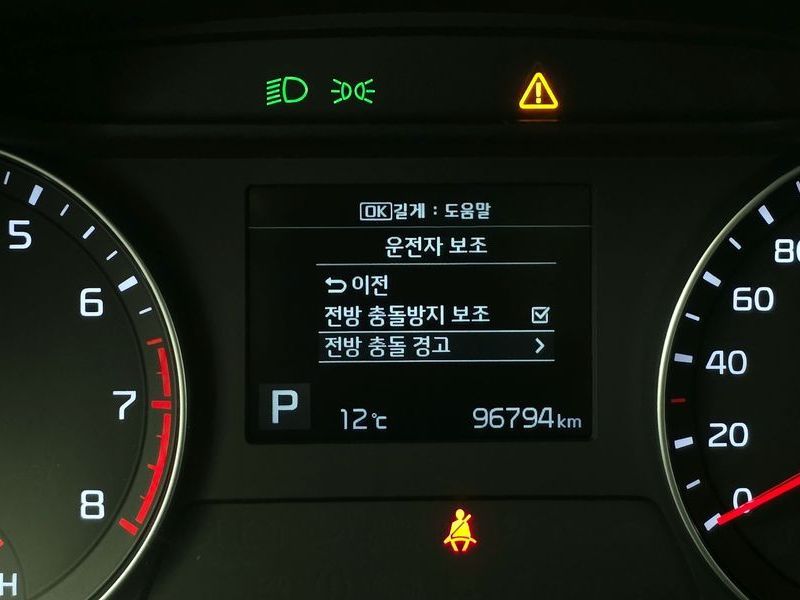 OK길게 : 도움말
운전자 보조
이전
전방 충돌방지 보조
전방 충돌 경고
P 12℃ 96794km
5
6
7
8
H
80
60
40
20
0